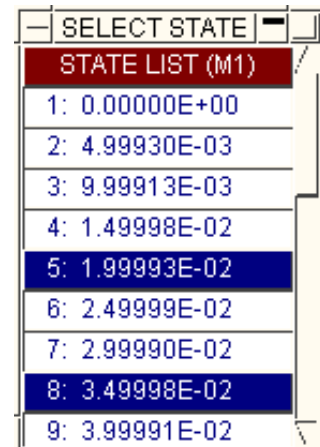 SELECT STATE
STATE LIST (M1)
1: 0.00000E+00
2: 4.99930E-03
3: 9.99913E-03
4: 1.49998E-02
5: 1.99993E-02
6: 2.49999E-02
7: 2.99990E-02
8: 3.49998E-02
9: 3.99991E-02